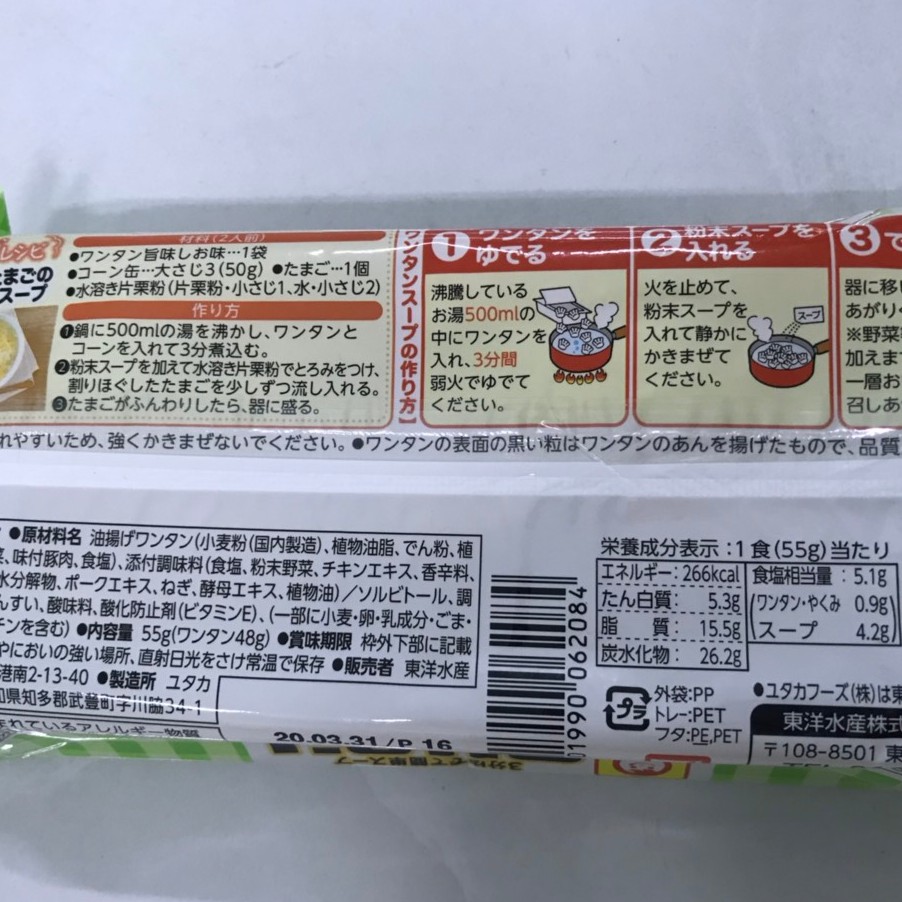 レシピ
たまごの
スープ
材料(2人前)
●ワンタン旨味しお味…1袋
●コーン缶…大さじ3(50g) ●たまご…1個
●水溶き片栗粉(片栗粉・小さじ1、水・小さじ2)
作り方
❶鍋に500mlの湯を沸かし、ワンタンと
コーンを入れて3分煮込む。
❷粉末スープを加えて水溶き片栗粉でとろみをつけ、
割りほぐしたたまごを少しずつ流し入れる。
❸たまごがふんわりしたら、器に盛る。
ワンタンスープの作り方】
1 ワンタンを
ゆでる
沸騰している
お湯500mlの
中にワンタンを
入れ、3分間
弱火でゆでて
ください。
2 粉末スープを
入れる
火を止めて、
粉末スープを
入れて静かに
かきまぜて
ください。
スープ
3 で
器に移し
あがり
※野菜
加えま
一層お
召しあ
れやすいため、強くかきまぜないでください。●ワンタンの表面の黒い粒はワンタンのあんを揚げたもので、品質
●原材料名 油揚げワンタン(小麦粉(国内製造)、植物油脂、でん粉、植
、味付豚肉、食塩)、添付調味料(食塩、粉末野菜、チキンエキス、香辛料、
水分解物、ポークエキス、ねぎ、酵母エキス、植物油)/ソルビトール、調
んすい、酸味料、酸化防止剤(ビタミンE)、(一部に小麦・卵・乳成分・ごま・
チンを含む) ●内容量 55g(ワンタン48g) ●賞味期限 枠外下部に記載
やにおいの強い場所、直射日光をさけ常温で保存 ●販売者 東洋水産
港南2-13-40 ●製造所 ユタカ
知県知多郡武豊町字川脇34-1
まれているアレルギー物質
20.03.31/P 16
3分ゆでて簡単スープ
11990 062084
栄養成分表示:1食(55g)当たり
エネルギー:266kcal
たん白質: 5.3g
脂 質: 15.5g
炭水化物: 26.2g
食塩相当量:5.1g
(ワンタン・やくみ 0.9g)
スープ 4.2g
プラ
外袋:PP
トレー:PET
フタ:PE,PET
●ユタカフーズ(株)は東
東洋水産株式
〒108-8501 東